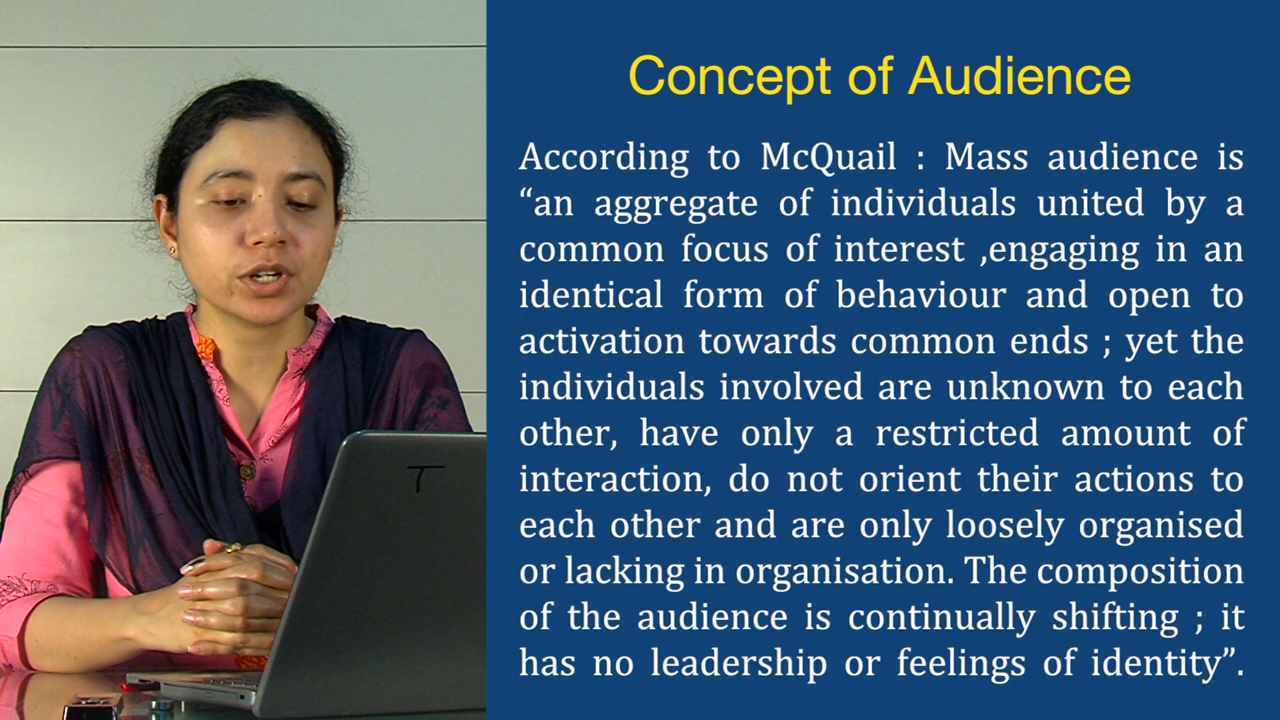 Concept of Audience
According to McQuail : Mass audience is
“an aggregate of individuals united by a
common focus of interest ,engaging in an
identical form of behaviour and open to
activation towards common ends ; yet the
individuals involved are unknown to each
other, have only a restricted amount of
interaction, do not orient their actions to
each other and are only loosely organised
or lacking in organisation. The composition
of the audience is continually shifting ; it
has no leadership or feelings of identity”.
T